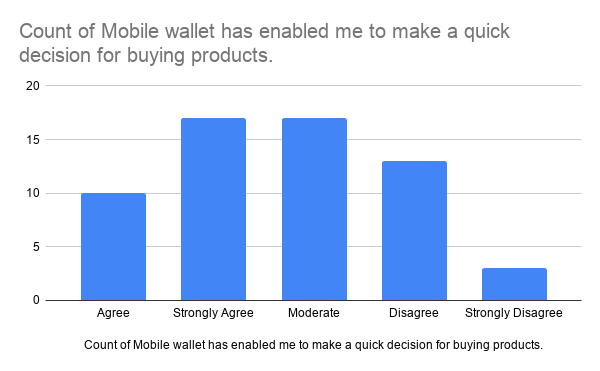 Count of Mobile wallet has enabled me to make a quick
decision for buying products.
20
15
10
5
0
Agree
Strongly Agree
Moderate
Disagree
Strongly Disagree
Count of Mobile wallet has enabled me to make a quick decision for buying products.